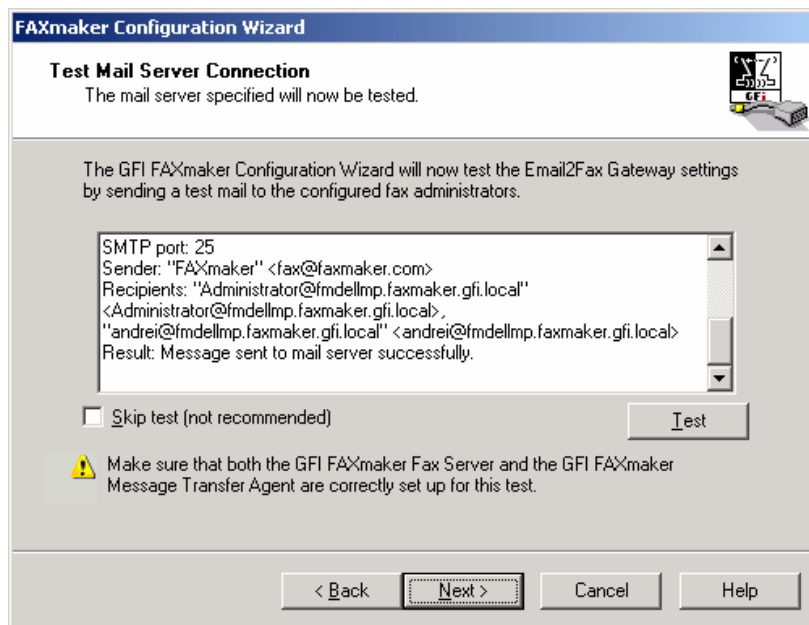 FAXmaker Configuration Wizard
Test Mail Server Connection
The mail server specified will now be tested.
GFi
The GFI FAXmaker Configuration Wizard will now test the Email2Fax Gateway settings
by sending a test mail to the configured fax administrators.
SMTP port: 25
Sender: "FAXmaker" <fax@faxmaker.com>
Recipients: "Administrator@fmdellmp.faxmaker.gfi.local"
<Administrator@fmdellmp.faxmaker.gfi.local>,
"andrei@fmdellmp.faxmaker.gfi.local" <andrei@fmdellmp.faxmaker.gfi.local>
Result: Message sent to mail server successfully.
Skip test (not recommended)
Test
Make sure that both the GFI FAXmaker Fax Server and the GFI FAXmaker
Message Transfer Agent are correctly set up for this test.
< Back
Next >
Cancel
Help